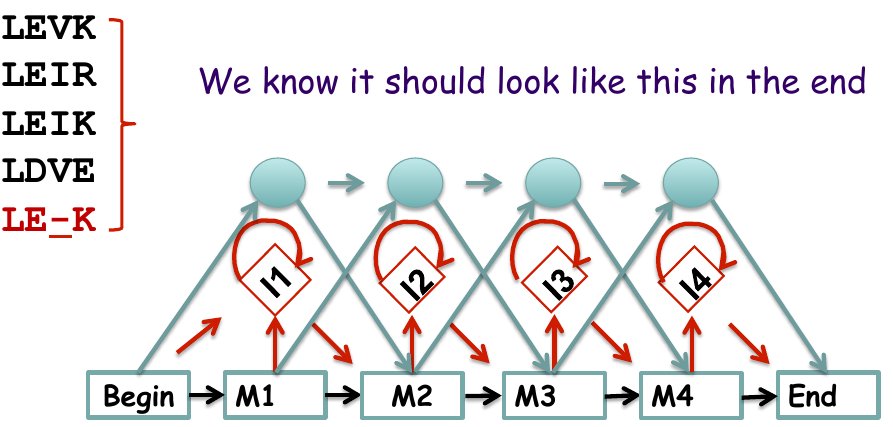 LEVK
LEIR
LEIK
LDVE
LE-K
We know it should look like this in the end
I1 I2 I3 I4
Begin M1 M2 M3 M4 End